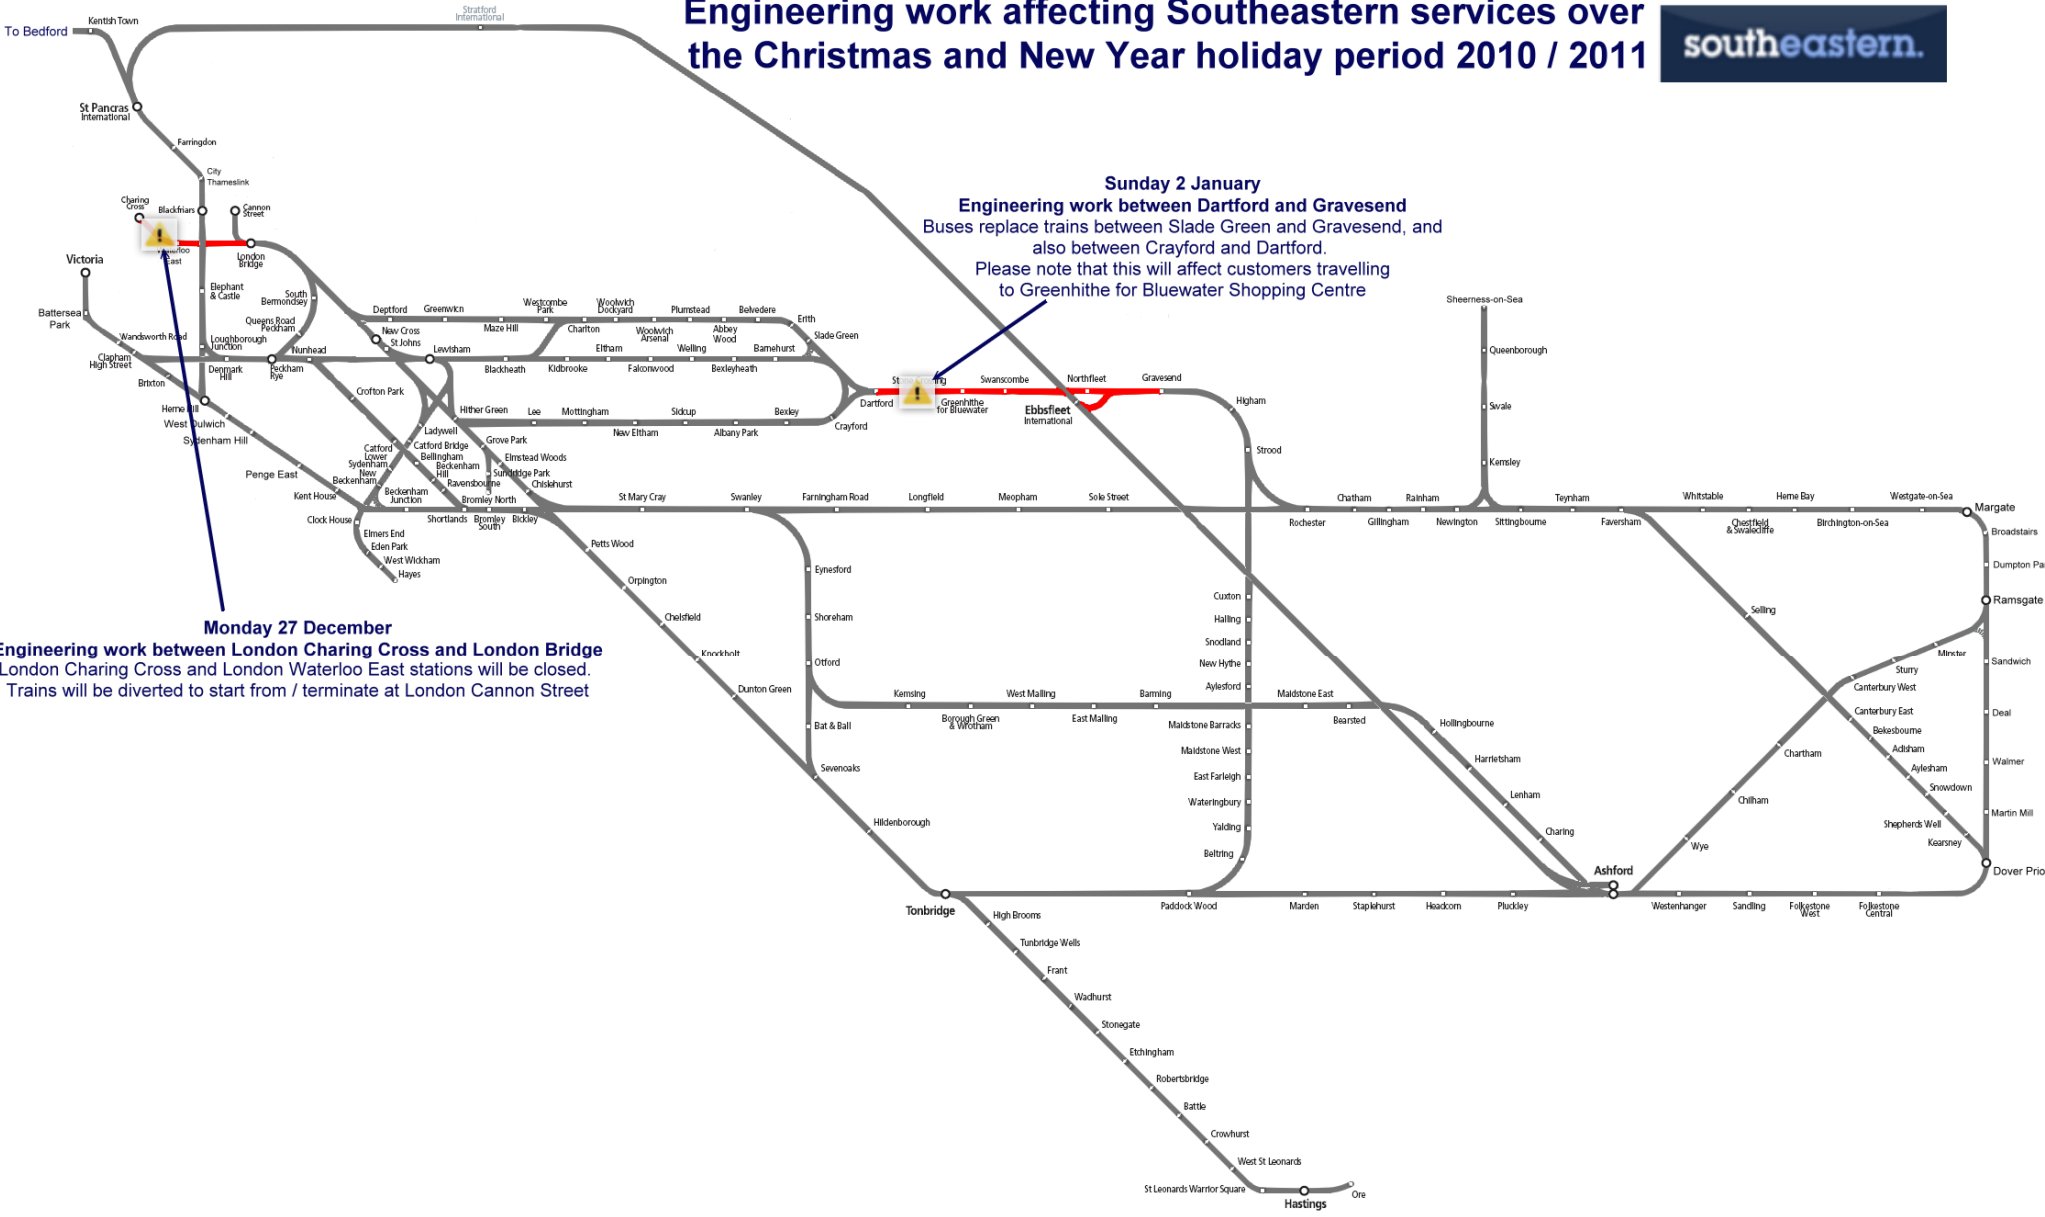 Engineering work affecting Southeastern services over
the Christmas and New Year holiday period 2010 / 2011
southeastern.
To Bedford
Kentish Town
Stratford
International
St Pancras
International
Farringdon
City
Thameslink
Charing
Cross
Blackfriars
Cannon
Street
East
London
Bridge
Victoria
Battersea
Park
Elephant
& Castle
South
Bermondsey
Queens Road
Peckham
Wandsworth Road
Clapham
High Street
Loughborough
Junction
Denmark
Hill
Peckham
Rye
Nunhead
Brixton
Herne Hill
West Dulwich
Sydenham Hill
Penge East
Kent House
Clock House
Crofton Park
Catford
Lower
Sydenham
New
Beckenham
Beckenham
Junction
Elmers End
Eden Park
West Wickham
Hayes
Deptford
Greenwich
Maze Hill
Westcombe
Park
Charlton
Woolwich
Dockyard
Woolwich
Arsenal
Plumstead
Abbey
Wood
Belvedere
Erith
Slade Green
New Cross
St Johns
Lewisham
Blackheath
Kidbrooke
Eltham
Falconwood
Welling
Bexleyheath
Barnehurst
Hither Green
Lee
Mottingham
New Eltham
Sidcup
Albany Park
Bexley
Crayford
Ladywell
Catford Bridge
Bellingham
Beckenham
Hill
Ravensbourne
Grove Park
Elmstead Woods
Sundridge Park
Chislehurst
Bromley North
Shortlands
Bromley
South
Bickley
Sunday 2 January
Engineering work between Dartford and Gravesend
Buses replace trains between Slade Green and Gravesend, and
also between Crayford and Dartford.
Please note that this will affect customers travelling
to Greenhithe for Bluewater Shopping Centre
Dartford
Greenhithe
for Bluewater
Swanscombe
Northfleet
Ebbsfleet
International
Gravesend
Higham
Strood
Sheerness-on-Sea
Queenborough
Swale
Kemsley
St Mary Cray
Swanley
Farningham Road
Longfield
Meopham
Sole Street
Rochester
Chatham
Gillingham
Rainham
Newington
Sittingbourne
Teynham
Faversham
Whitstable
Chestfield
& Swalecliffe
Herne Bay
Birchington-on-Sea
Westgate-on-Sea
Margate
Broadstairs
Dumpton Pa
Ramsgate
Minster
Sturry
Canterbury West
Sandwich
Deal
Walmer
Martin Mill
Dover Prio
Selling
Canterbury East
Bekesbourne
Adisham
Aylesham
Snowdown
Shepherds Well
Kearsney
Chartham
Chilham
Wye
Monday 27 December
Engineering work between London Charing Cross and London Bridge
London Charing Cross and London Waterloo East stations will be closed.
Trains will be diverted to start from / terminate at London Cannon Street
Petts Wood
Orpington
Chelsfield
Knockholt
Dunton Green
Sevenoaks
Hildenborough
Tonbridge
Eynesford
Shoreham
Otford
Bat & Ball
Kemsing
Borough Green
& Wrotham
West Malling
East Malling
Barming
Maidstone East
Bearsted
Hollingbourne
Harrietsham
Lenham
Charing
Ashford
Cuxton
Halling
Snodland
New Hythe
Aylesford
Maidstone Barracks
Maidstone West
East Farleigh
Wateringbury
Yalding
Beltring
Paddock Wood
Marden
Staplehurst
Headcorn
Pluckley
Westenhanger
Sandling
Folkestone
West
Folkestone
Central
High Brooms
Tunbridge Wells
Frant
Wadhurst
Stonegate
Etchingham
Robertsbridge
Battle
Crowhurst
West St Leonards
St Leonards Warrior Square
Hastings
Ore